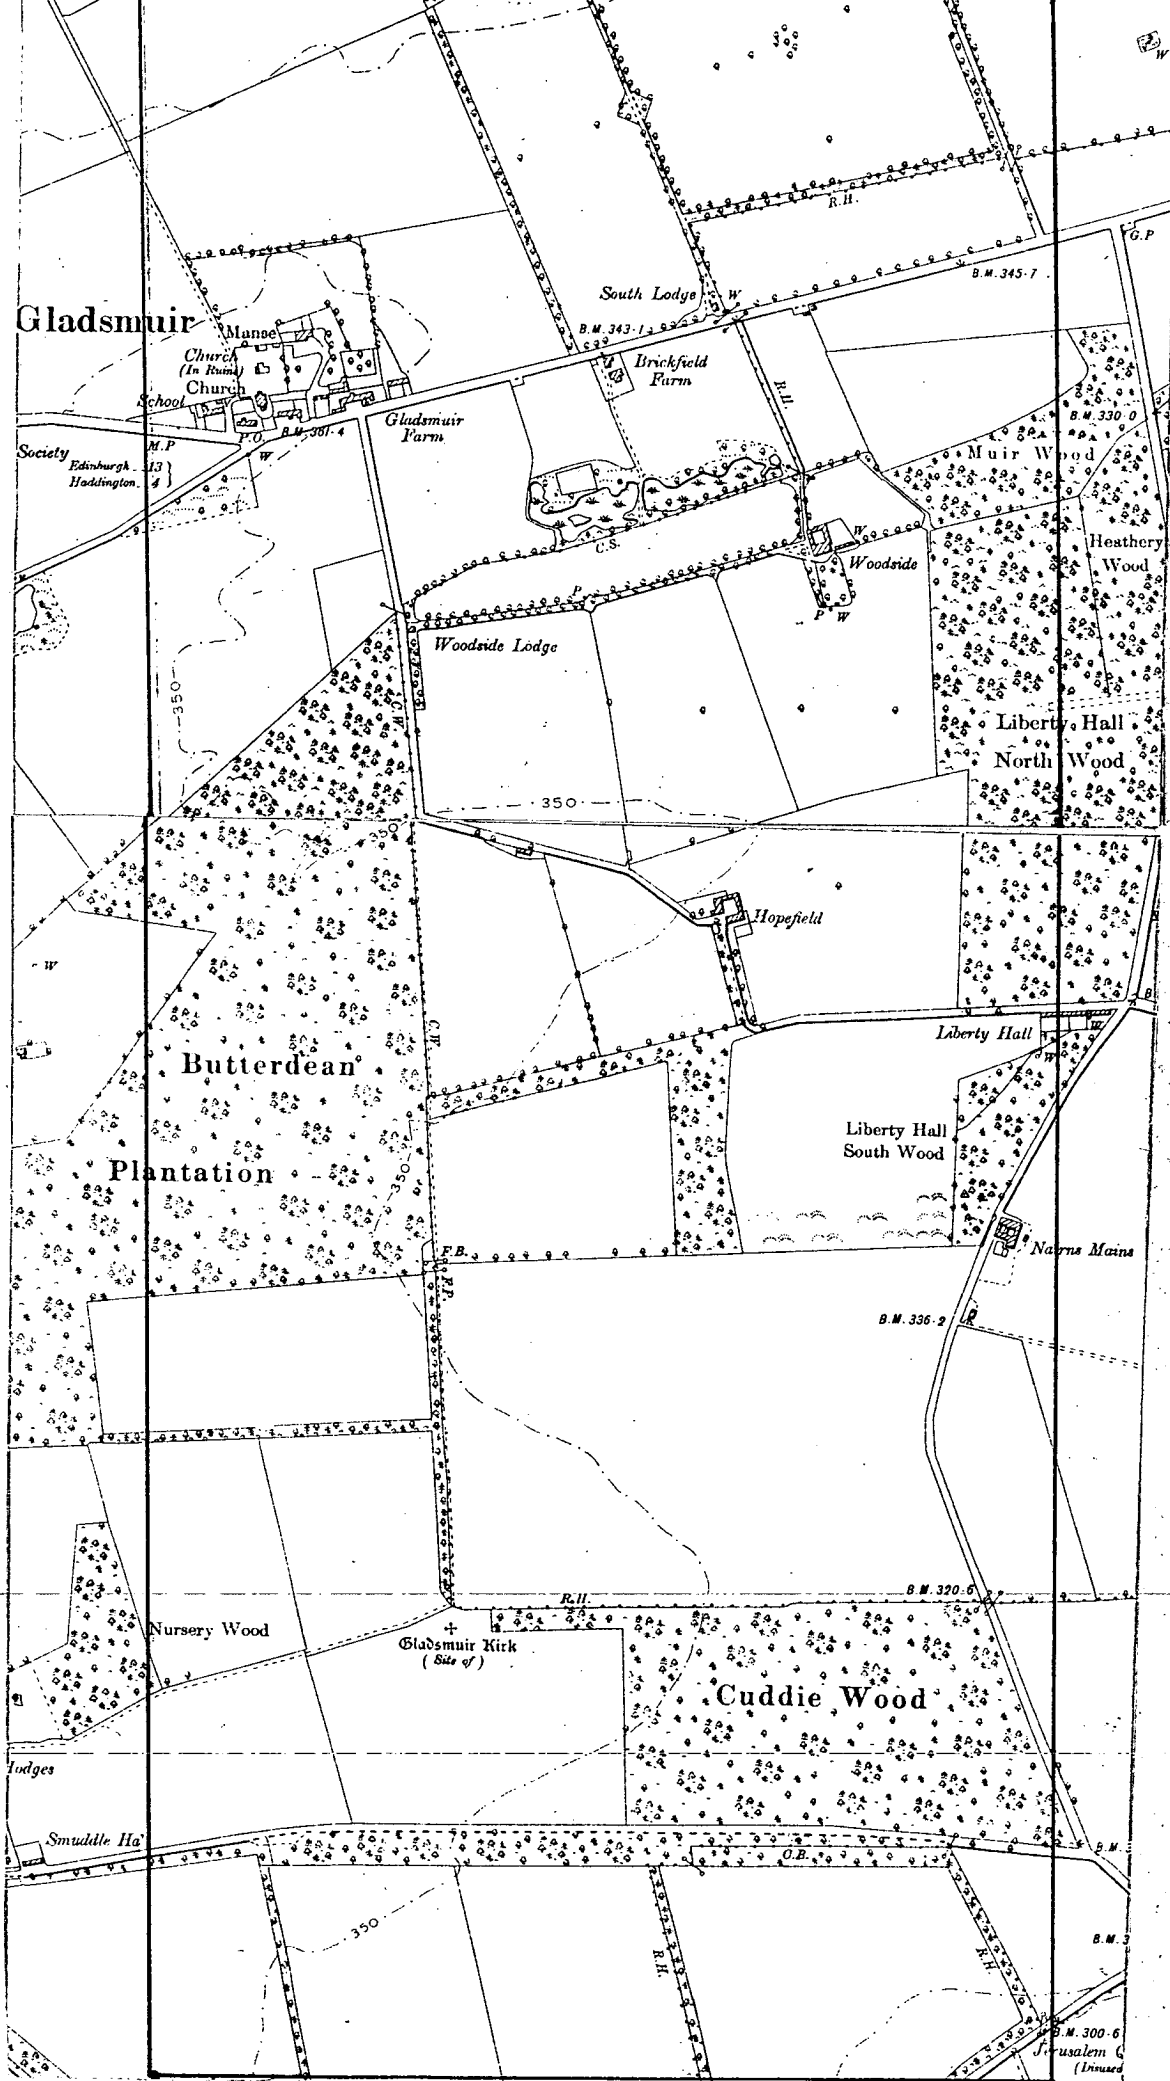 W
R.H.
G.P
B.M. 345·7
South Lodge
W
B.M. 343·1
Gladsmuir
Manse
Church
(In Ruins)
Church
School
Brickfield
Farm
R.H.
B.M. 330·0
Gladsmuir
Farm
P.O.
B.M. 361·4
M.P
W
Society
Edinburgh 13
Haddington 4
Muir Wood
C.S.
W
Woodside
Heathery
Wood
P
P
W
Woodside Lodge
350
C.W.
Liberty Hall
North Wood
350
Hopefield
W
B
Liberty Hall
W
W
C.W.
Butterdean
Plantation
350
Liberty Hall
South Wood
F.B.
F.P.
Nairns Mains
B.M. 336·2
B.M. 320·6
R.H.
Nursery Wood
Gladsmuir Kirk
(Site of)
Cuddie Wood
lodges
Smuddle Ha'
B.M.
O.B.
350
R.H.
R.H.
B.M. 3
B.M. 300·6
Jerusalem C
(Disused